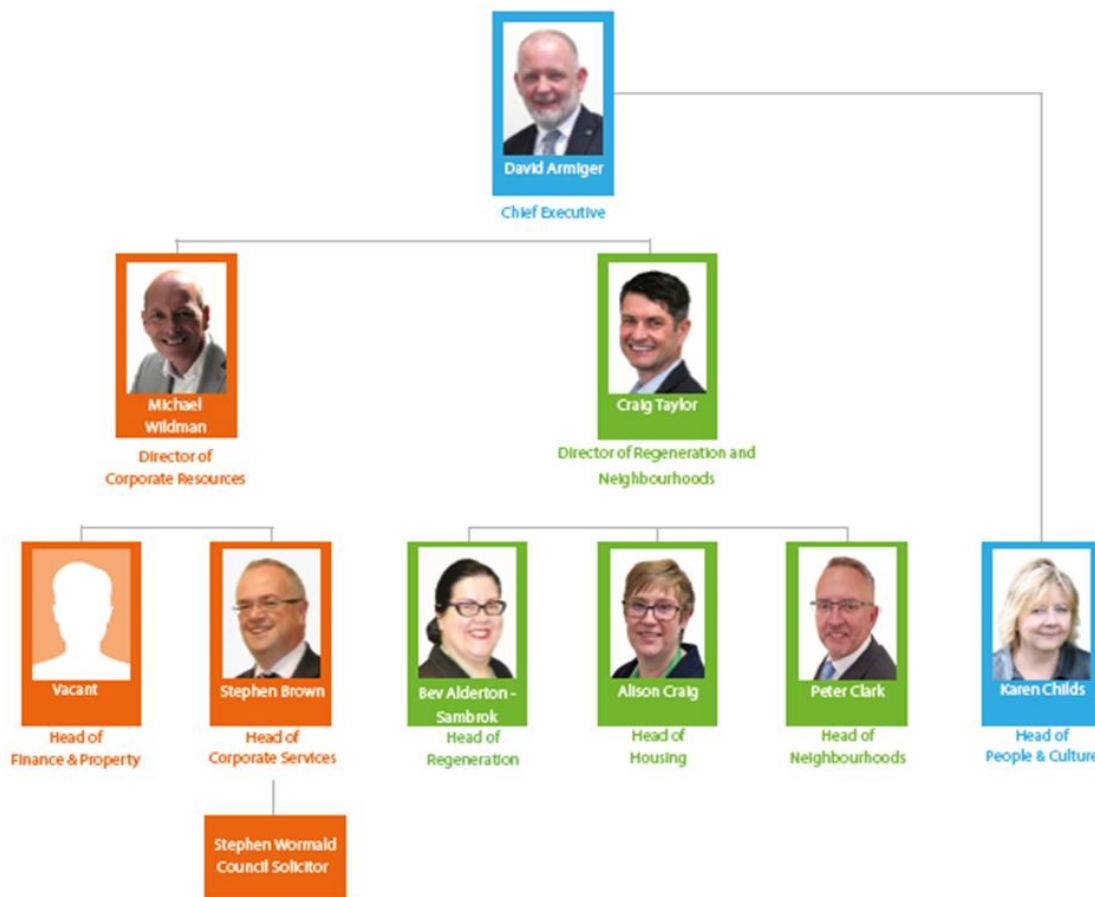 David Armiger
Chief Executive
Michael
Wildman
Craig Taylor
Director of
Corporate Resources
Director of Regeneration and
Neighbourhoods
Vacant
Stephen Brown
Bev Alderton -
Sambrok
Alison Craig
Peter Clark
Karen Childs
Head of
Finance & Property
Head of
Corporate Services
Head of
Regeneration
Head of
Housing
Head of
Neighbourhoods
Head of
People & Culture
Stephen Wormald
Council Solicitor